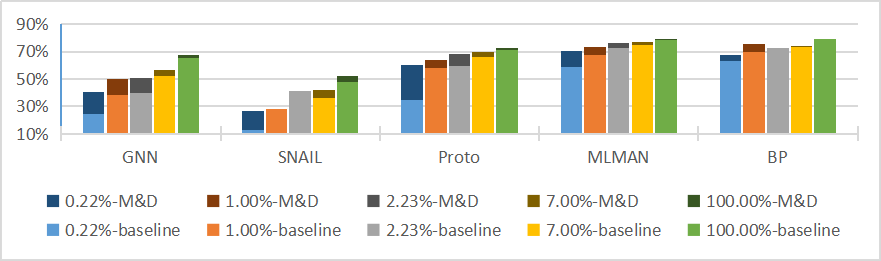 90%
70%
50%
30%
10%
GNN SNAIL Proto MLMAN BP
0.22%-M&D 1.00%-M&D 2.23%-M&D 7.00%-M&D 100.00%-M&D
0.22%-baseline 1.00%-baseline 2.23%-baseline 7.00%-baseline 100.00%-baseline